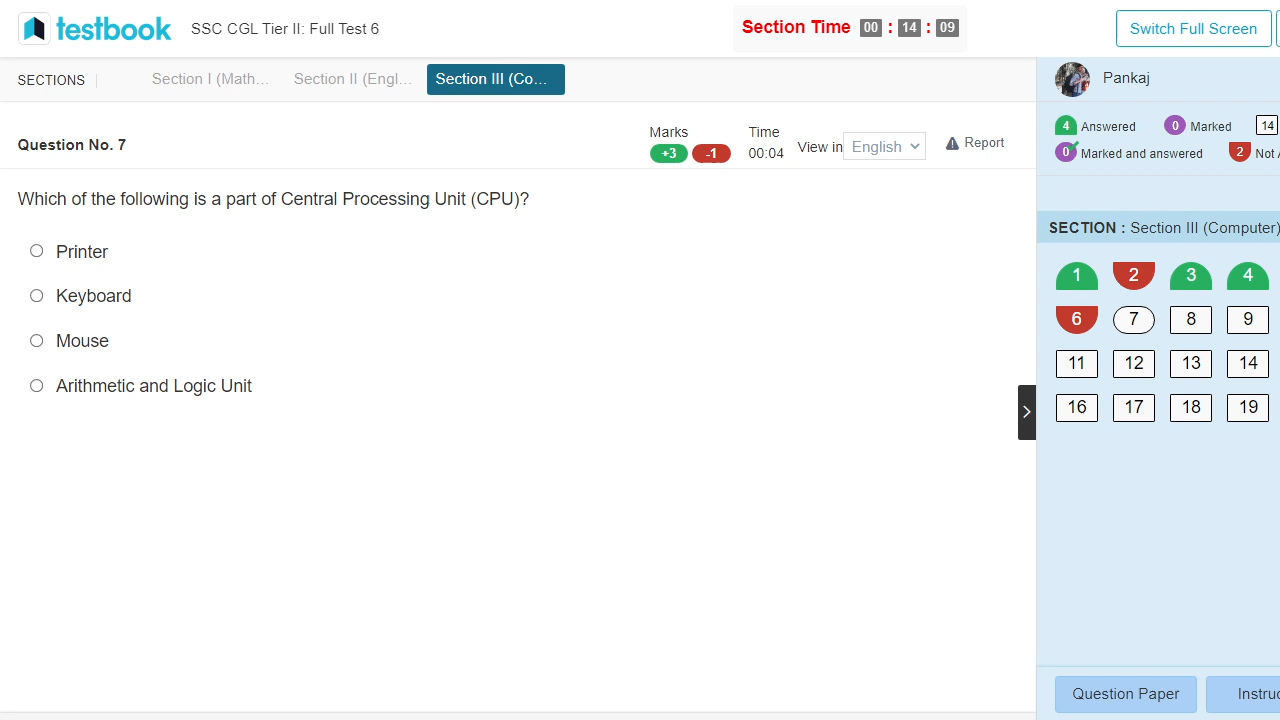 testbook SSC CGL Tier II: Full Test 6 Section Time 00 : 14 : 09 Switch Full Screen
SECTIONS Section I (Math... Section II (Engl... Section III (Co... Pankaj
Question No. 7 Marks +3 -1 Time 00:04 View in English Report
4 Answered 0 Marked 14
0 Marked and answered 2 Not
Which of the following is a part of Central Processing Unit (CPU)?
Printer
Keyboard
Mouse
Arithmetic and Logic Unit
SECTION : Section III (Computer)
1 2 3 4
6 7 8 9
11 12 13 14
16 17 18 19
Question Paper